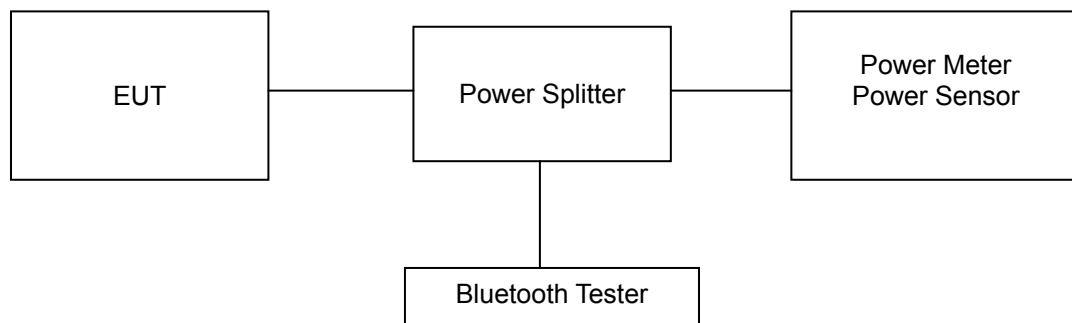 EUT
Power Splitter
Power Meter
Power Sensor
Bluetooth Tester